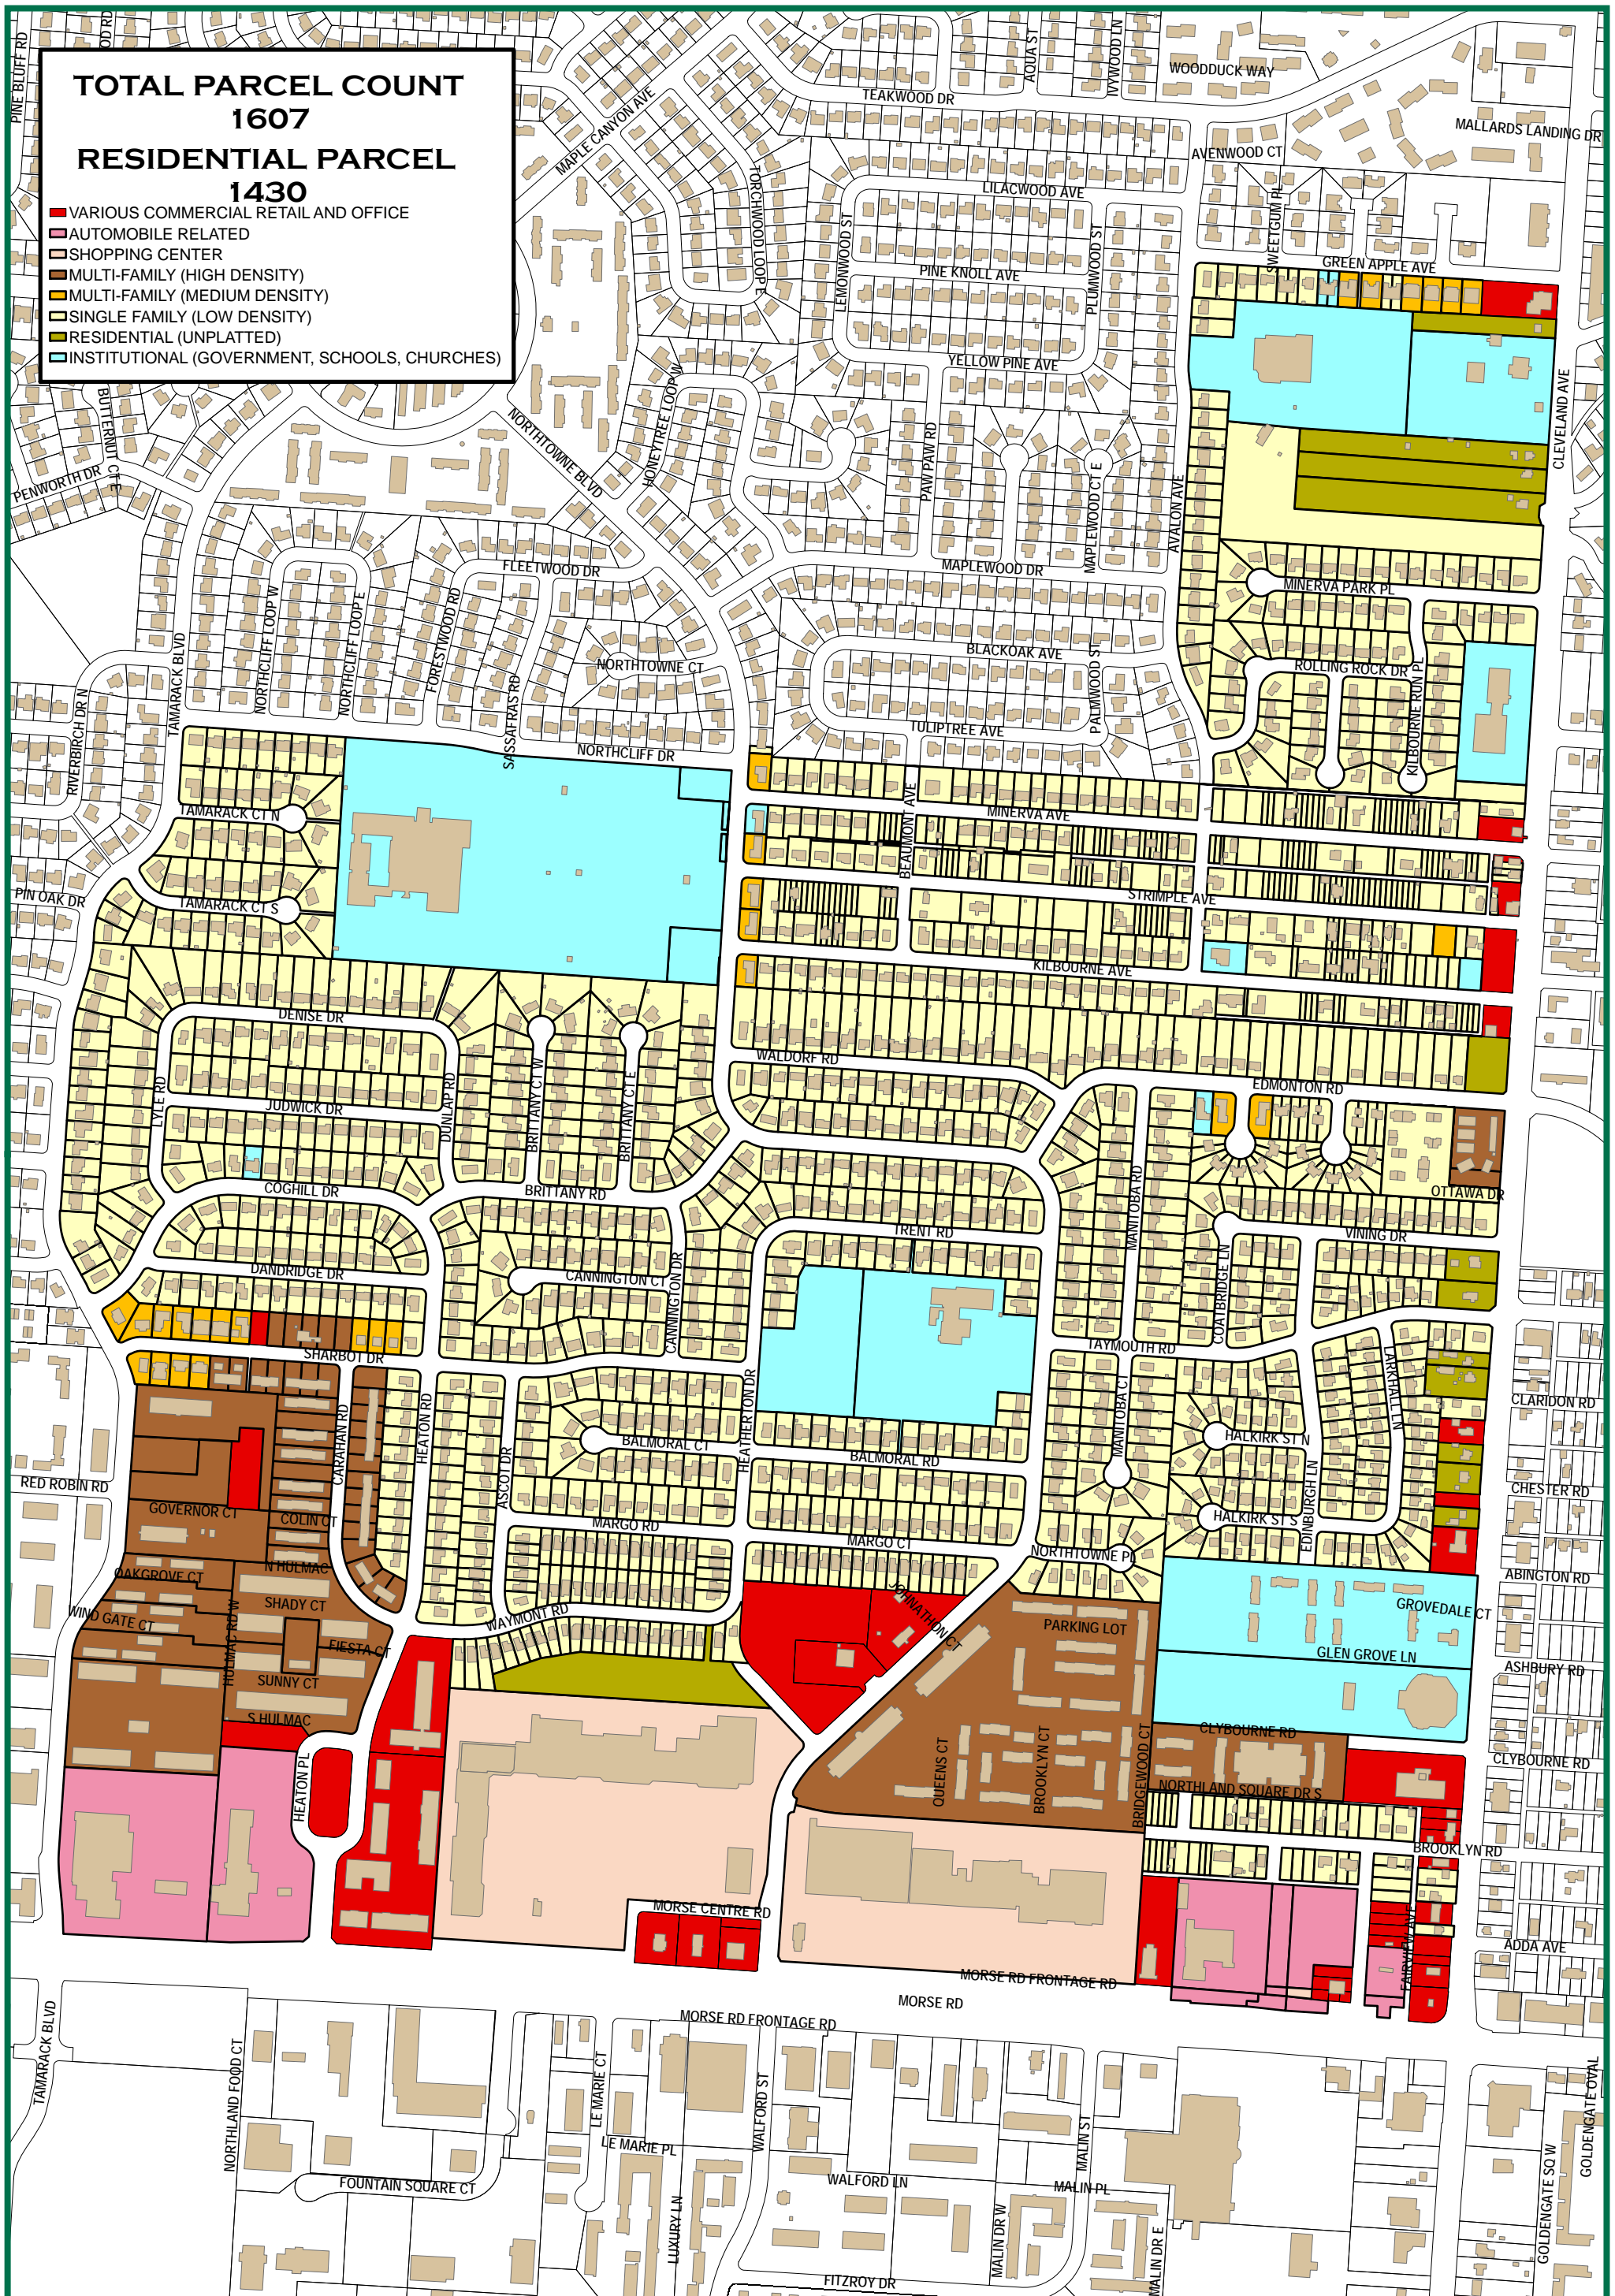 TOTAL PARCEL COUNT
1607
RESIDENTIAL PARCEL
1430
VARIOUS COMMERCIAL RETAIL AND OFFICE
AUTOMOBILE RELATED
SHOPPING CENTER
MULTI-FAMILY (HIGH DENSITY)
MULTI-FAMILY (MEDIUM DENSITY)
SINGLE FAMILY (LOW DENSITY)
RESIDENTIAL (UNPLATTED)
INSTITUTIONAL (GOVERNMENT, SCHOOLS, CHURCHES)
PINE BLUFF RD
OD RD
MAPLE CANYON AVE
TEAKWOOD DR
AQUA ST
IVYWOOD LN
WOODDUCK WAY
MALLARDS LANDING DR
AVENWOOD CT
TORCHWOOD LOOP E
LILACWOOD AVE
LEMONWOOD ST
PLUMWOOD ST
SWEETGUM PL
GREEN APPLE AVE
PINE KNOLL AVE
YELLOW PINE AVE
CLEVELAND AVE
BUTTERNUT CT E
PENWORTH DR
NORTHTOWNE BLVD
HONEYTREE LOOP W
PAW PAW RD
MAPLEWOOD CT E
AVALON AVE
FLEETWOOD DR
MAPLEWOOD DR
MINERVA PARK PL
NORTHCLIFF LOOP W
NORTHCLIFF LOOP E
FORESTWOOD RD
NORTHTOWNE CT
BLACKOAK AVE
PALMWOOD ST
ROLLING ROCK DR
KILBOURNE RUN PL
TAMARACK BLVD
RIVERBIRCH DR N
SASSAFRAS RD
NORTHCLIFF DR
TULIPTREE AVE
TAMARACK CT N
BEAUMONT AVE
MINERVA AVE
PIN OAK DR
TAMARACK CT S
STRIMPLE AVE
KILBOURNE AVE
DENISE DR
WALDORF RD
EDMONTON RD
LYLE RD
JUDWICK DR
DUNLAP RD
BRITTANY CT W
BRITTANY CT E
MANITOBA RD
OTTAWA DR
COGHILL DR
BRITTANY RD
TRENT RD
VINING DR
DANDRIDGE DR
CANNINGTON CT
CANNINGTON DR
COATBRIDGE LN
SHARBOT DR
TAYMOUTH RD
LARKHALL LN
CLARIDON RD
CARAHAN RD
HEATON RD
ASCOT DR
HEATHERTON DR
BALMORAL CT
BALMORAL RD
MANITOBA CT
HALKIRK ST N
RED ROBIN RD
GOVERNOR CT
COLIN CT
MARGO RD
MARGO CT
HALKIRK ST S
EDINBURGH LN
CHESTER RD
NORTHTOWNE PL
N HULMAC
OAKGROVE CT
ABINGTON RD
WIND GATE CT
HULMAC RD W
SHADY CT
FIESTA CT
WAYMONT RD
JOHNATHON CT
PARKING LOT
GROVEDALE CT
GLEN GROVE LN
ASHBURY RD
SUNNY CT
S HULMAC
HEATON PL
QUEENS CT
BROOKLYN CT
BRIDGEWOOD CT
CLYBOURNE RD
CLYBOURNE RD
NORTHLAND SQUARE DR S
BROOKLYN RD
MORSE CENTRE RD
FAIRVIEW AVE
ADDA AVE
MORSE RD FRONTAGE RD
MORSE RD
MORSE RD FRONTAGE RD
TAMARACK BLVD
NORTHLAND FOOD CT
LE MARIE CT
LE MARIE PL
WALFORD ST
MALIN ST
GOLDENGATE OVAL
FOUNTAIN SQUARE CT
LUXURY LN
WALFORD LN
MALIN PL
MALIN DR W
MALIN DR E
GOLDENGATE SQ W
FITZROY DR